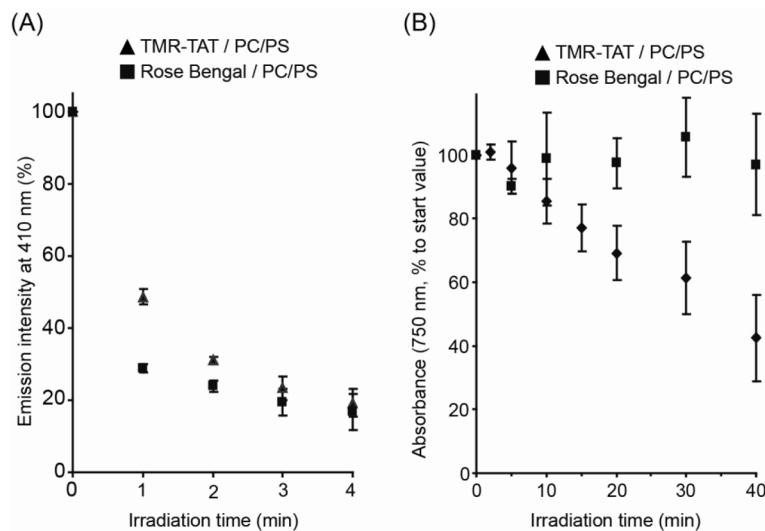 (A)
▲ TMR-TAT / PC/PS
■ Rose Bengal / PC/PS
Emission intensity at 410 nm (%)
100
80
60
40
20
0
0 1 2 3 4
Irradiation time (min)
(B)
▲ TMR-TAT / PC/PS
■ Rose Bengal / PC/PS
Absorbance (750 nm, % to start value)
100
80
60
40
20
0
0 10 20 30 40
Irradiation time (min)